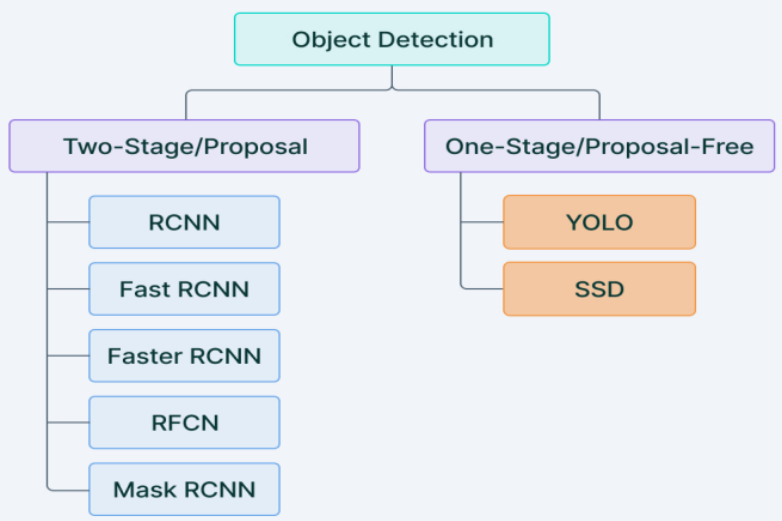 Object Detection
Two-Stage/Proposal
One-Stage/Proposal-Free
RCNN
YOLO
Fast RCNN
SSD
Faster RCNN
RFCN
Mask RCNN